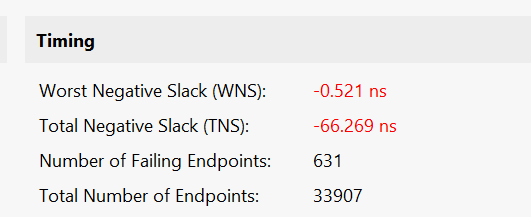 Timing
Worst Negative Slack (WNS): -0.521 ns
Total Negative Slack (TNS): -66.269 ns
Number of Failing Endpoints: 631
Total Number of Endpoints: 33907